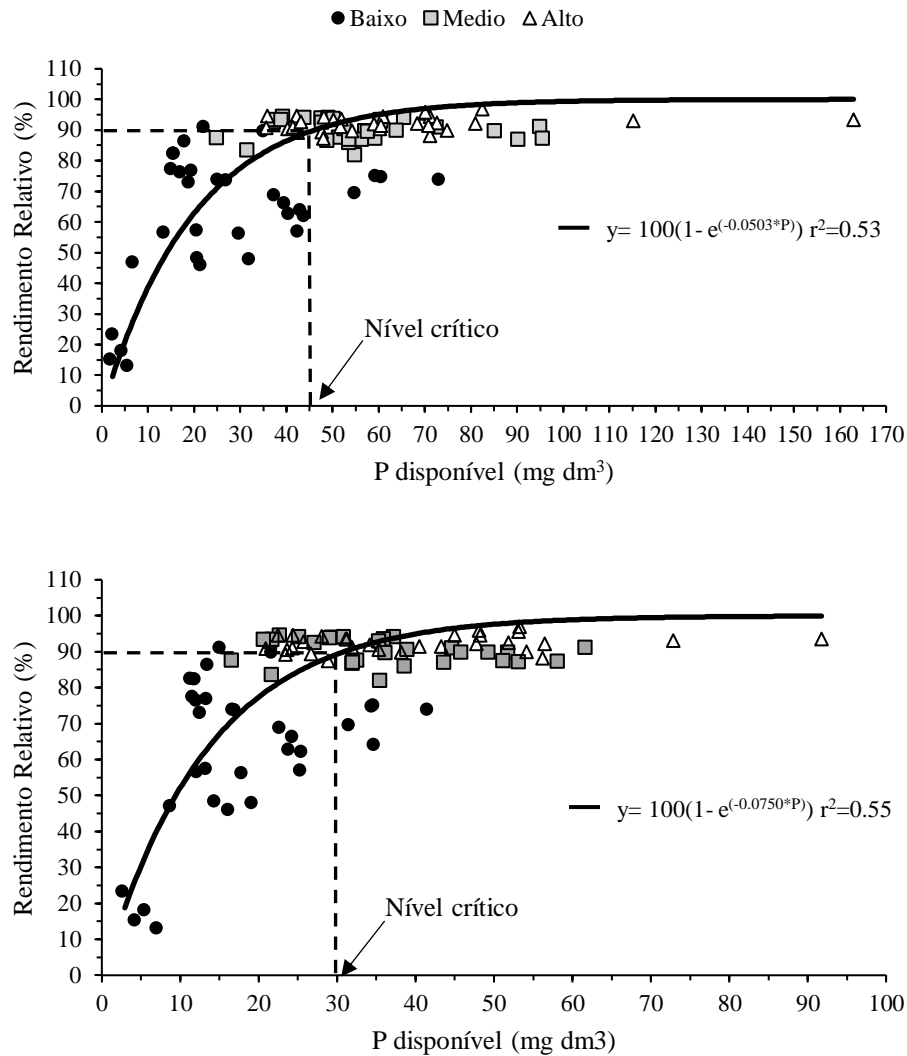 Baixo Medio Alto
110
100
90
80
70
60
50
40
30
20
10
0
Rendimento Relativo (%)
y= 100(1- e^(-0.0503*P)) r²=0.53
Nível crítico
0 10 20 30 40 50 60 70 80 90 100 110 120 130 140 150 160 170
P disponível (mg dm³)
110
100
90
80
70
60
50
40
30
20
10
0
Rendimento Relativo (%)
y= 100(1- e^(-0.0750*P)) r²=0.55
Nível crítico
0 10 20 30 40 50 60 70 80 90 100
P disponível (mg dm3)